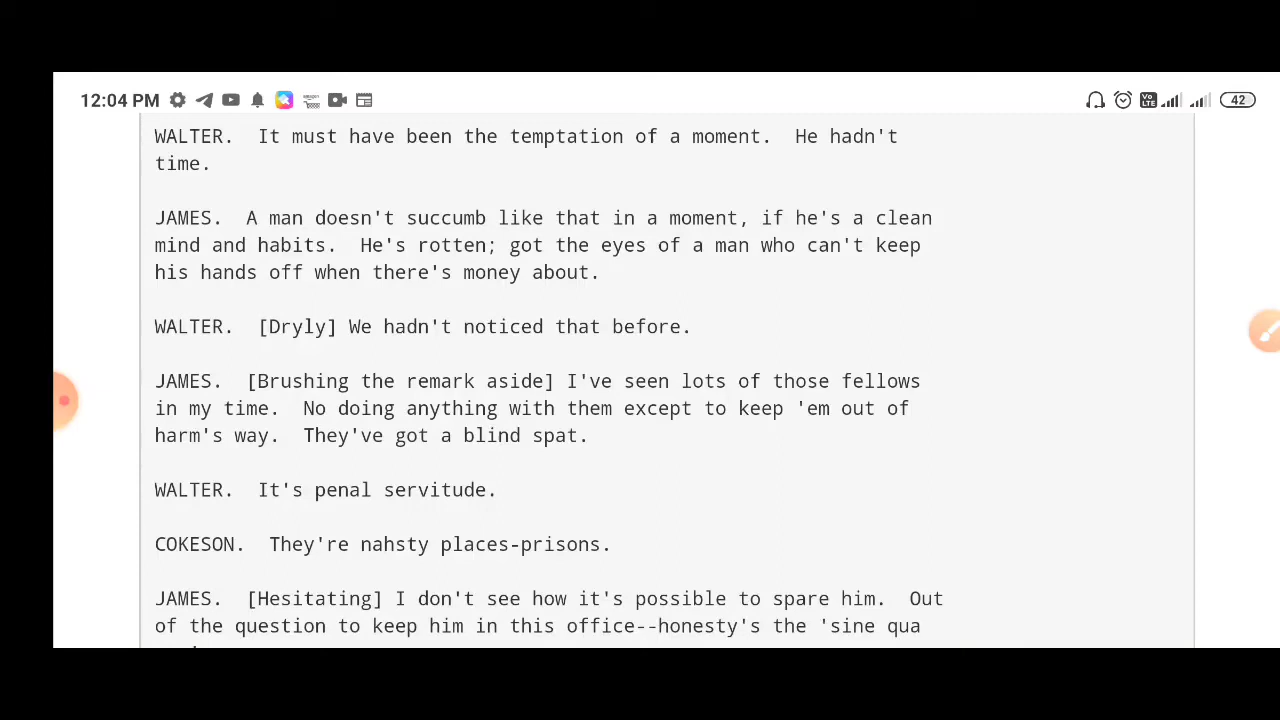 12:04 PM
Vo LTE
42
WALTER.  It must have been the temptation of a moment.  He hadn't
time.
JAMES.  A man doesn't succumb like that in a moment, if he's a clean
mind and habits.  He's rotten; got the eyes of a man who can't keep
his hands off when there's money about.
WALTER.  [Dryly] We hadn't noticed that before.
JAMES.  [Brushing the remark aside] I've seen lots of those fellows
in my time.  No doing anything with them except to keep 'em out of
harm's way.  They've got a blind spat.
WALTER.  It's penal servitude.
COKESON.  They're nahsty places-prisons.
JAMES.  [Hesitating] I don't see how it's possible to spare him.  Out
of the question to keep him in this office--honesty's the 'sine qua